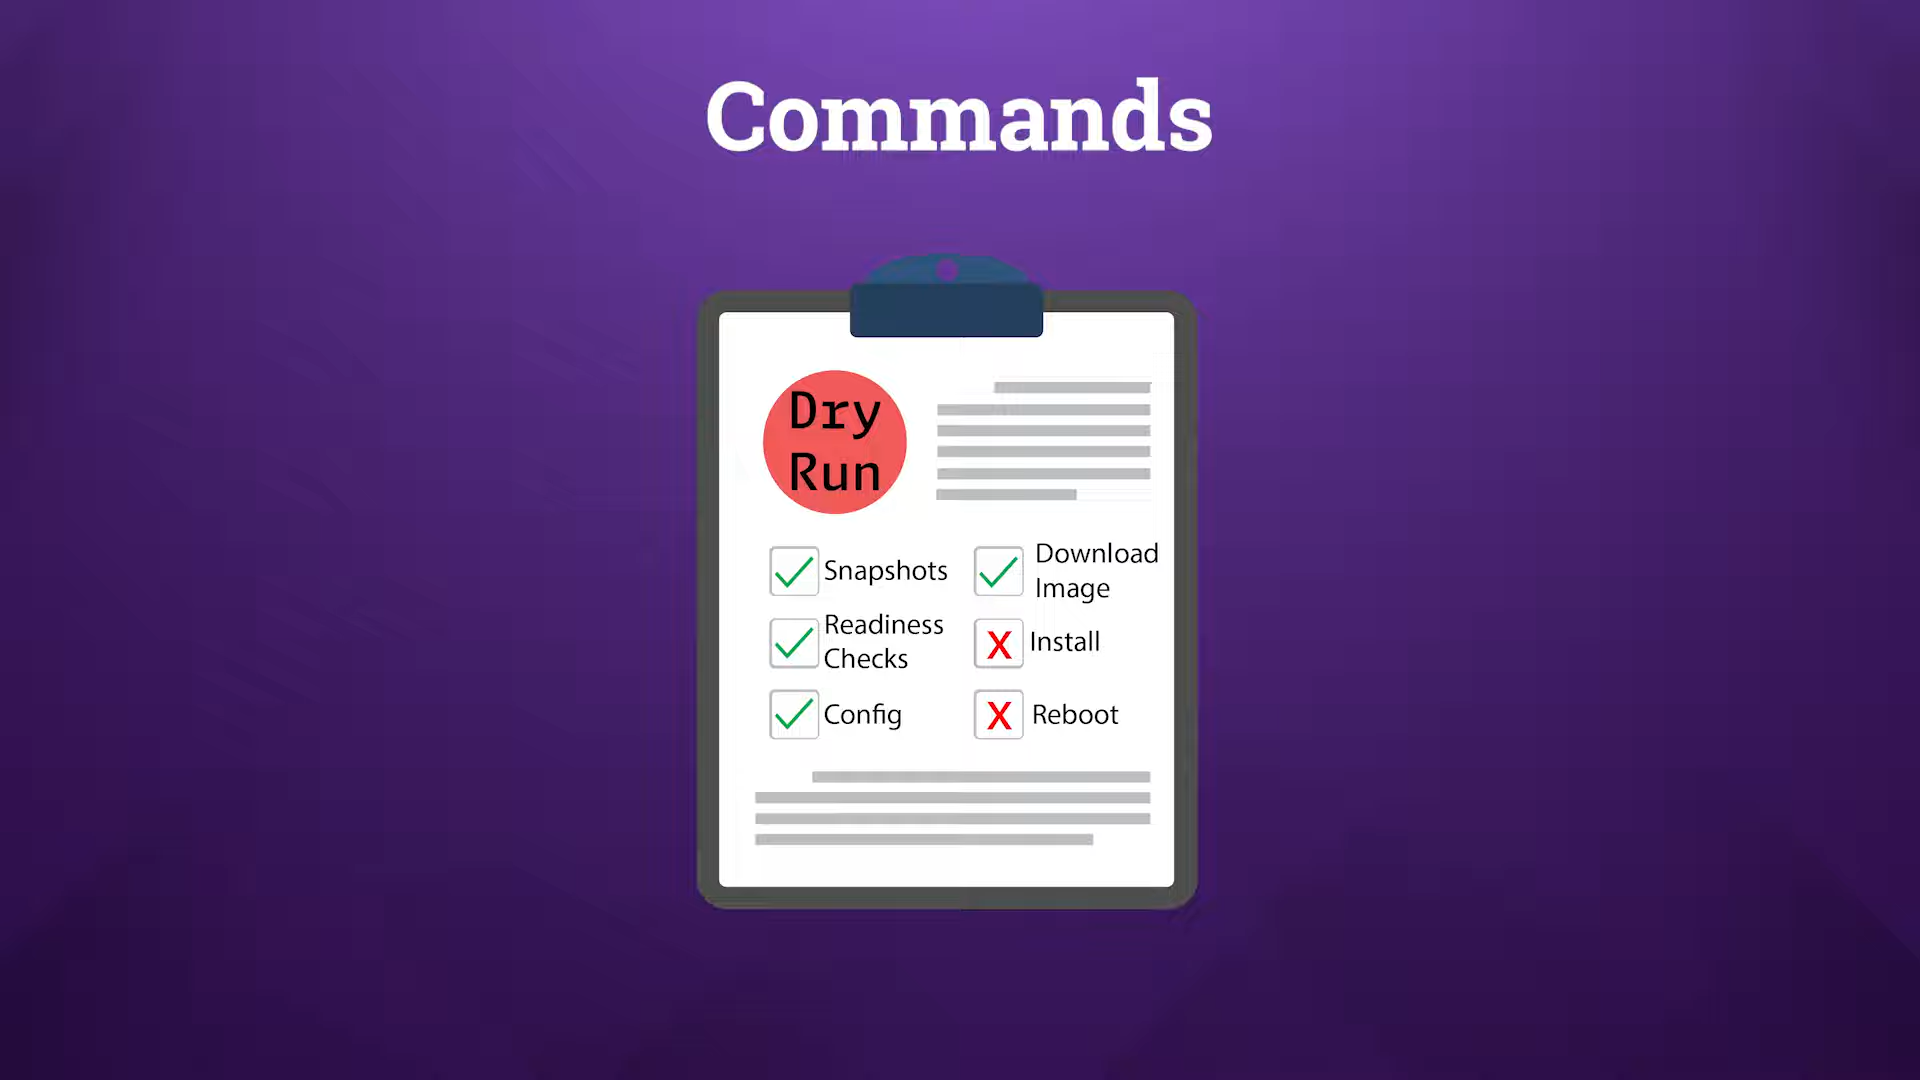 Commands
Dry
Run
Snapshots
Download
Image
Readiness
Checks
Install
X
Config
Reboot
X